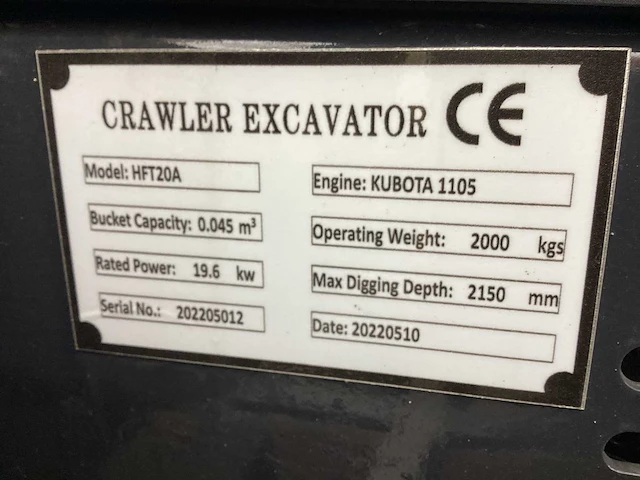 CRAWLER EXCAVATOR CE
Model: HFT20A
Engine: KUBOTA 1105
Bucket Capacity: 0.045 m³
Operating Weight: 2000 kgs
Rated Power: 19.6 kw
Max Digging Depth: 2150 mm
Serial No.: 202205012
Date: 20220510